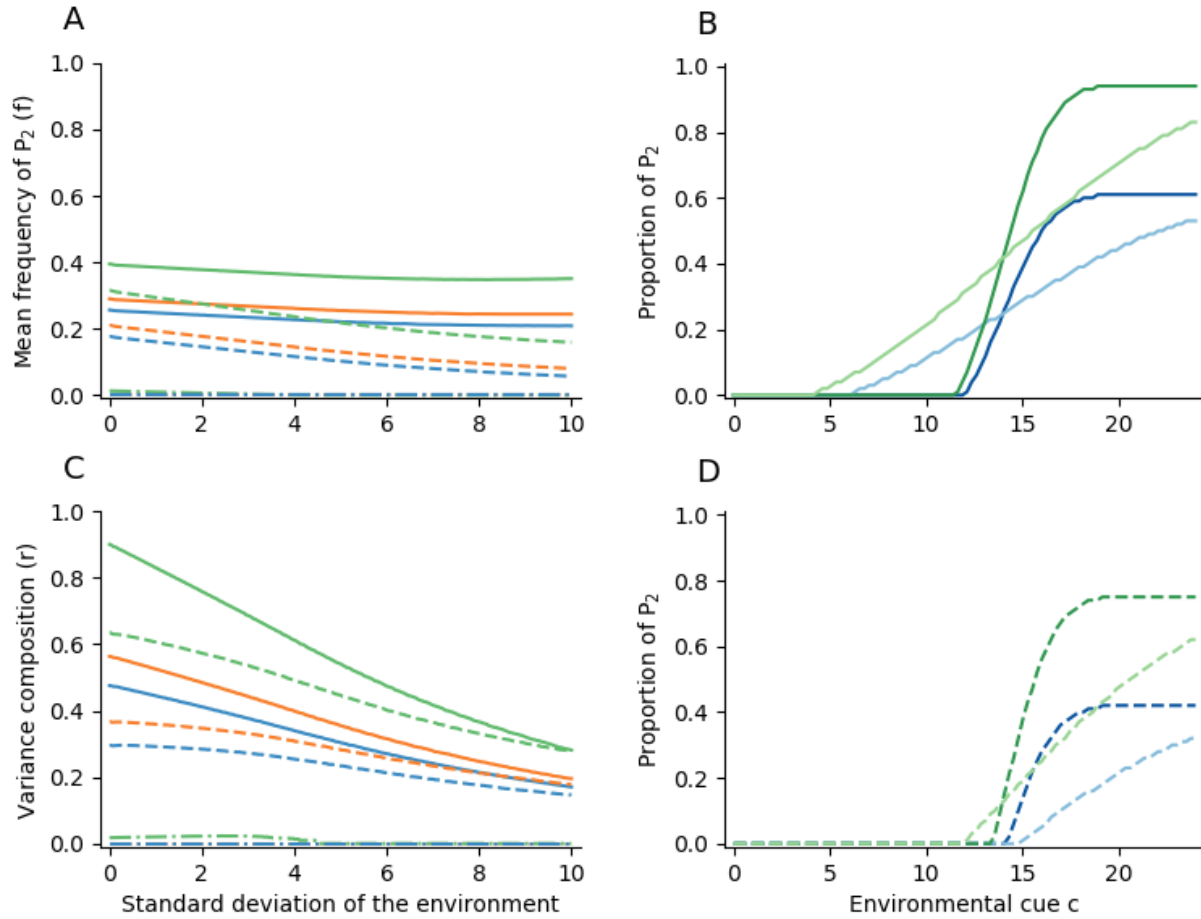 A
Mean frequency of P₂ (f)
1.0
0.8
0.6
0.4
0.2
0.0
0 2 4 6 8 10
B
Proportion of P₂
1.0
0.8
0.6
0.4
0.2
0.0
0 5 10 15 20
C
Variance composition (r)
1.0
0.8
0.6
0.4
0.2
0.0
0 2 4 6 8 10
Standard deviation of the environment
D
Proportion of P₂
1.0
0.8
0.6
0.4
0.2
0.0
0 5 10 15 20
Environmental cue c